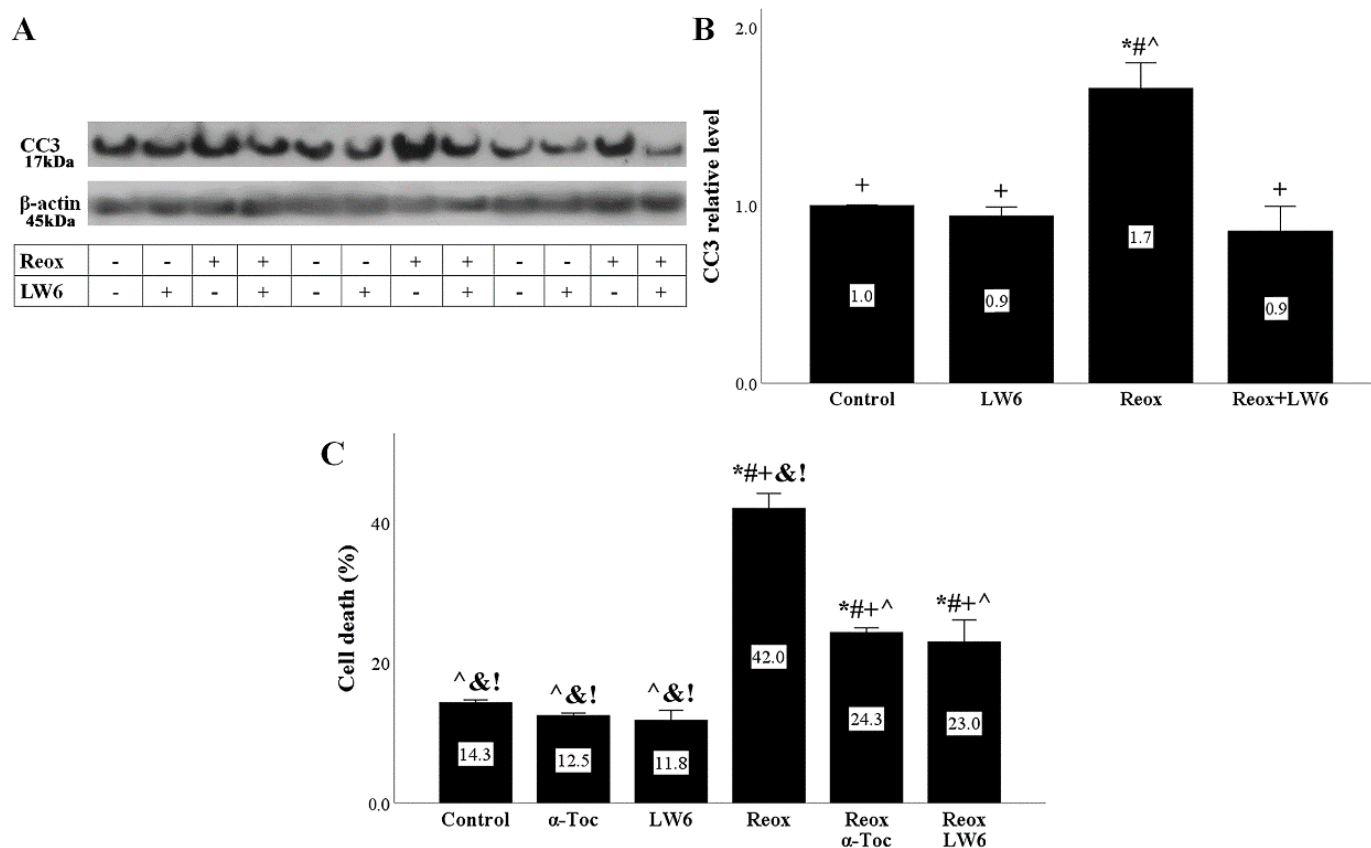 A
CC3
17kDa
β-actin
45kDa
Reox - - + + - - + + - - + +
LW6 - + - + - + - + - + - +
B
CC3 relative level
2.0
1.0
0.0
*#^
+
+
+
1.0
0.9
1.7
0.9
Control LW6 Reox Reox+LW6
C
Cell death (%)
40
20
0.0
^&!
^&!
^&!
*#+&!
*#+^
*#+^
14.3
12.5
11.8
42.0
24.3
23.0
Control α-Toc LW6 Reox Reox Reox
α-Toc LW6